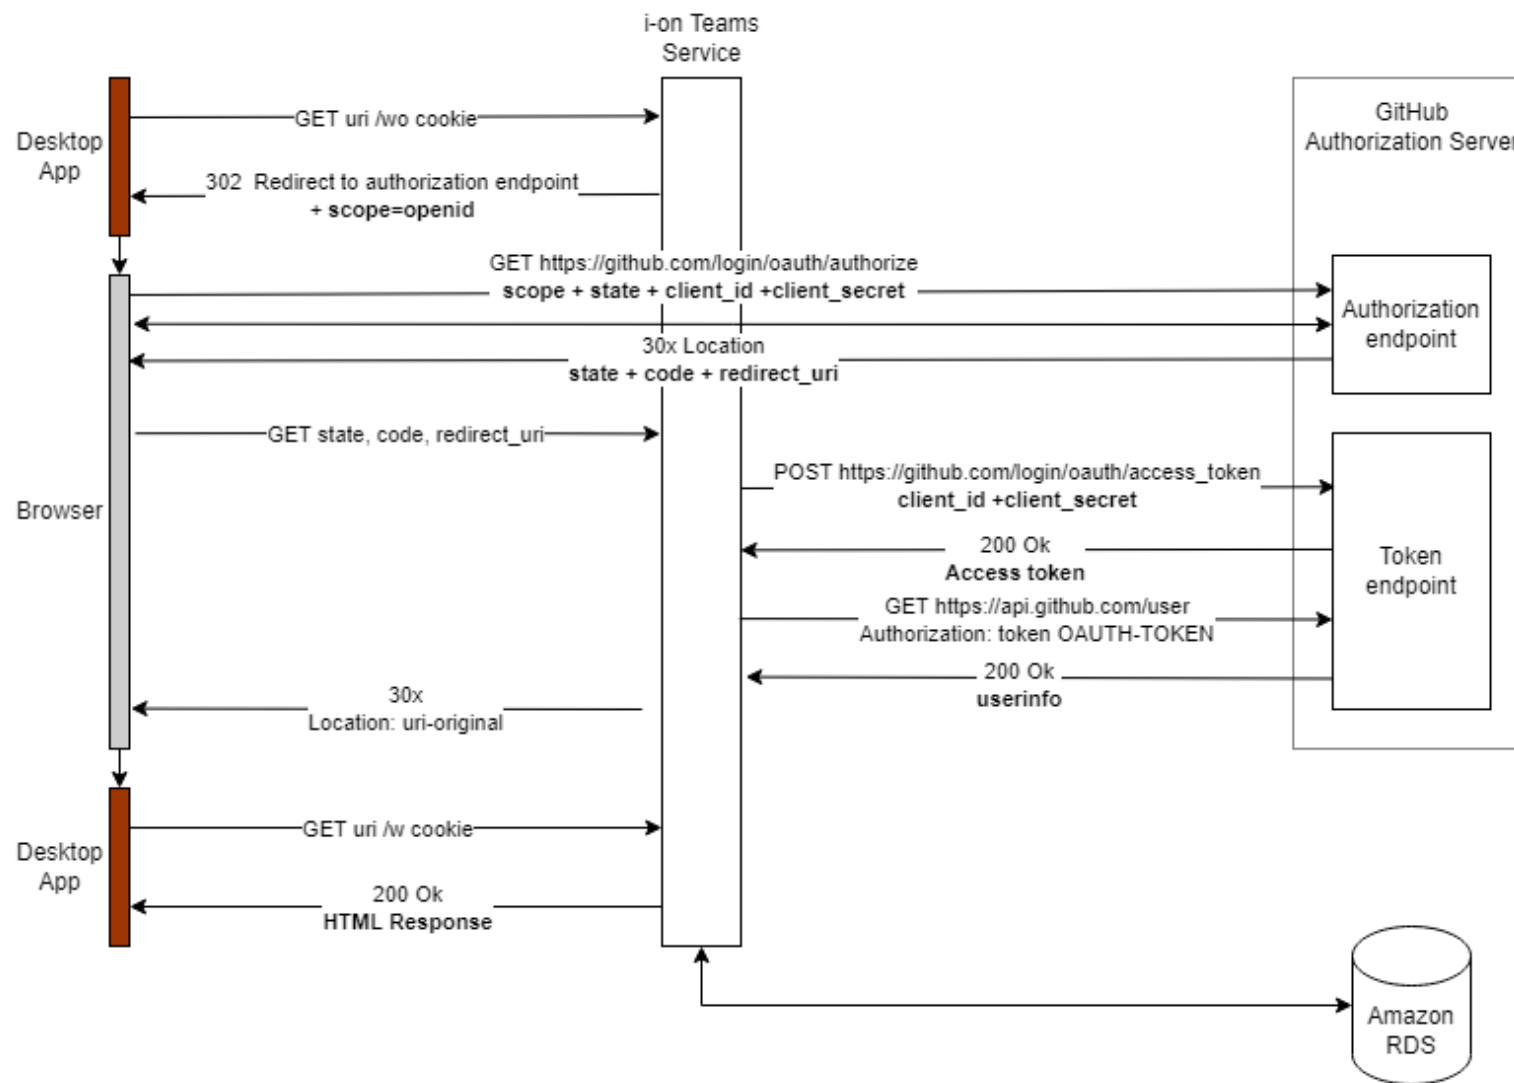 i-on Teams
Service
GitHub
Authorization Server
Desktop
App
GET uri /wo cookie
302  Redirect to authorization endpoint
+ scope=openid
GET https://github.com/login/oauth/authorize
scope + state + client_id +client_secret
Authorization
endpoint
30x Location
state + code + redirect_uri
GET state, code, redirect_uri
Browser
POST https://github.com/login/oauth/access_token
client_id +client_secret
200 Ok
Access token
Token
endpoint
GET https://api.github.com/user
Authorization: token OAUTH-TOKEN
200 Ok
userinfo
30x
Location: uri-original
Desktop
App
GET uri /w cookie
200 Ok
HTML Response
Amazon
RDS